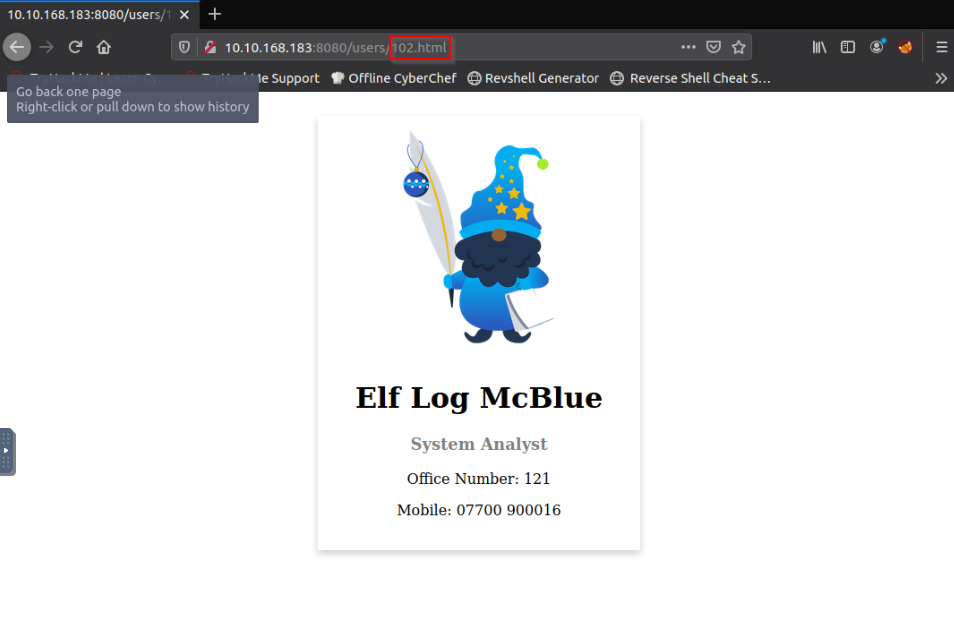 10.10.168.183:8080/users/1
10.10.168.183:8080/users/102.html
Me Support Offline CyberChef Revshell Generator Reverse Shell Cheat S…
Go back one page
Right-click or pull down to show history
Elf Log McBlue
System Analyst
Office Number: 121
Mobile: 07700 900016